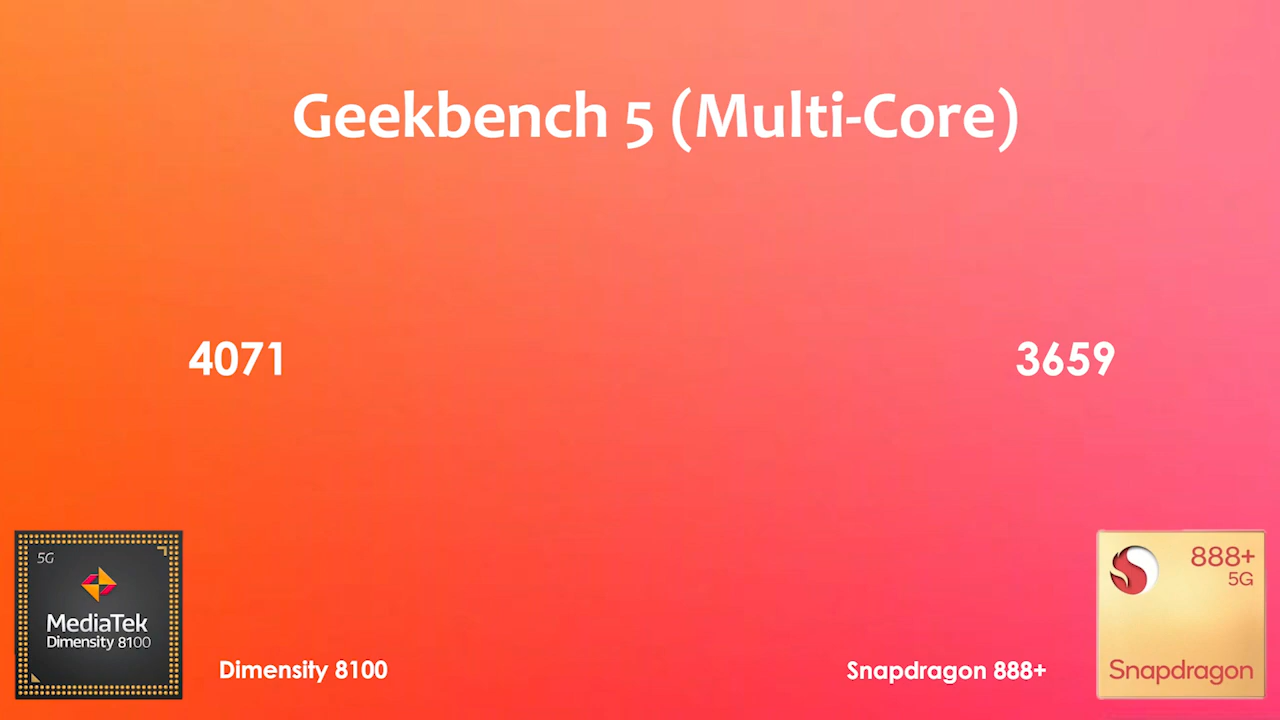 Geekbench 5 (Multi-Core)
4071
3659
5G
MediaTek
Dimensity 8100
Dimensity 8100
Snapdragon 888+
888+
5G
Snapdragon